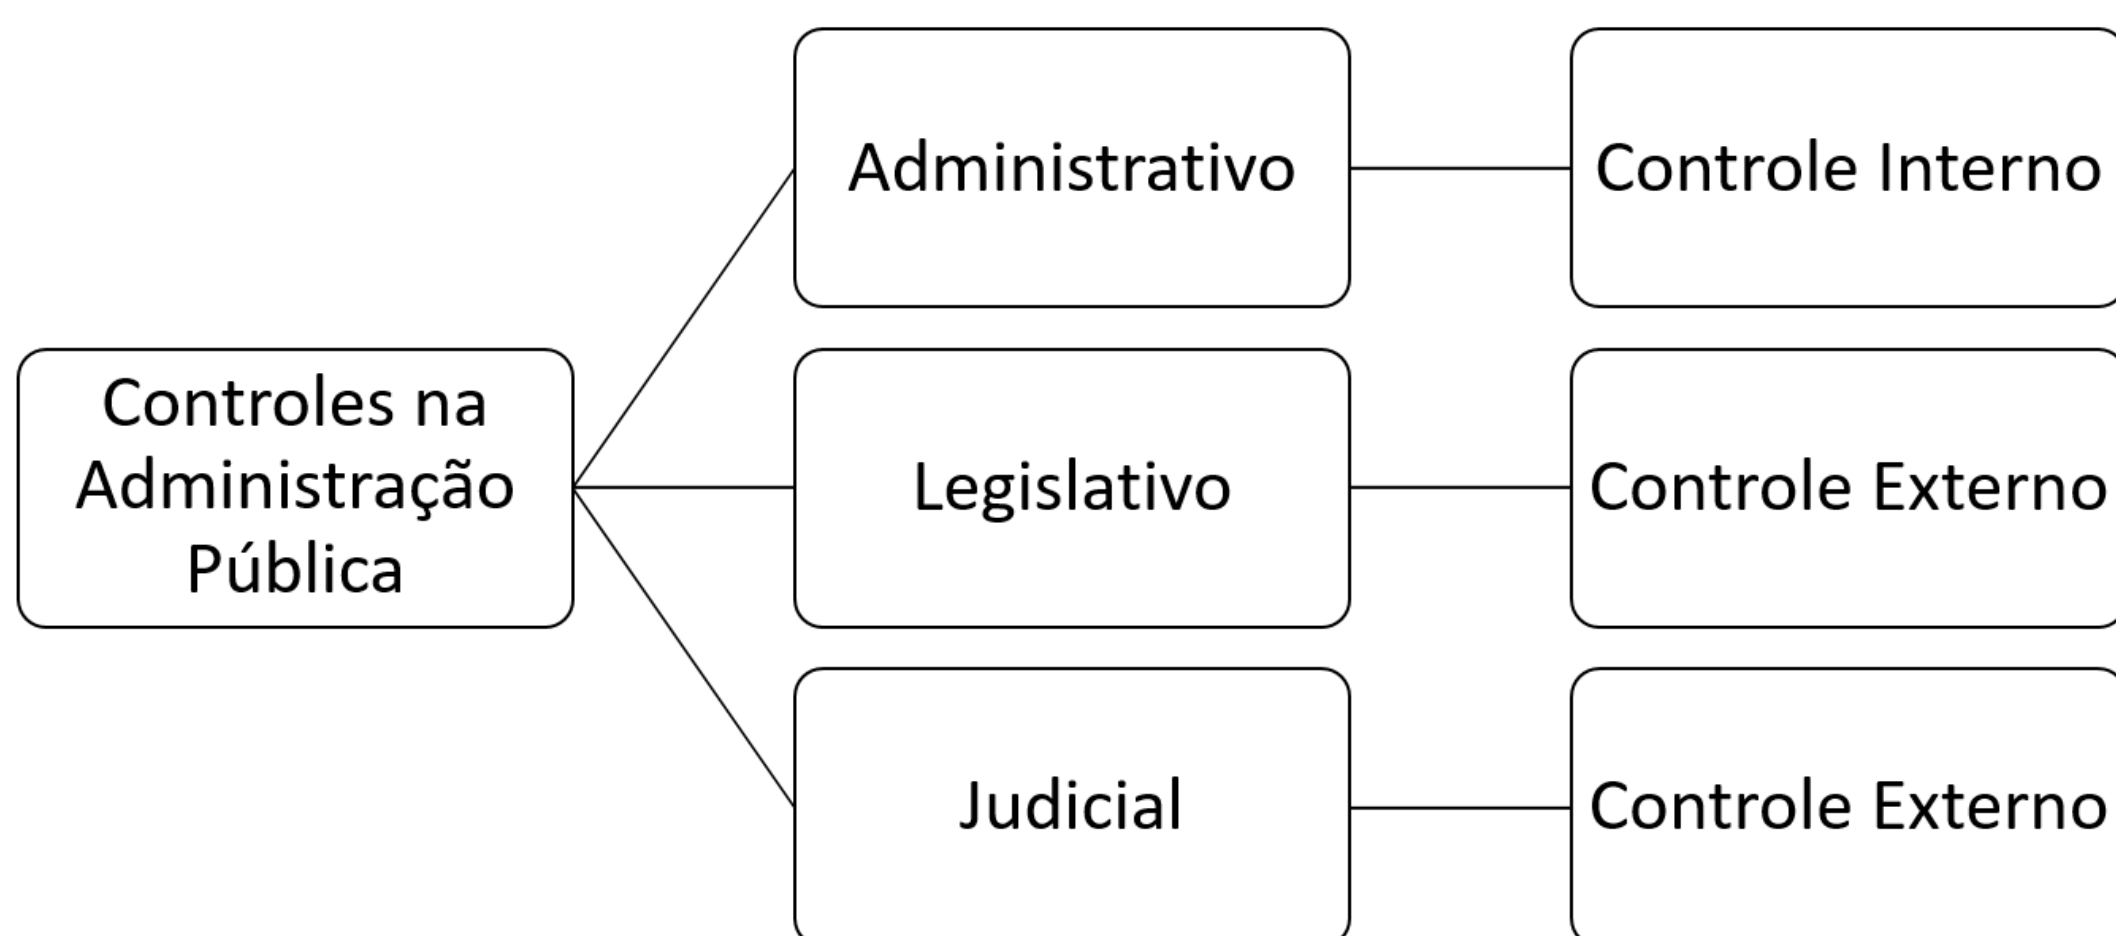 Controles na
Administração
Pública
Administrativo
Controle Interno
Legislativo
Controle Externo
Judicial
Controle Externo